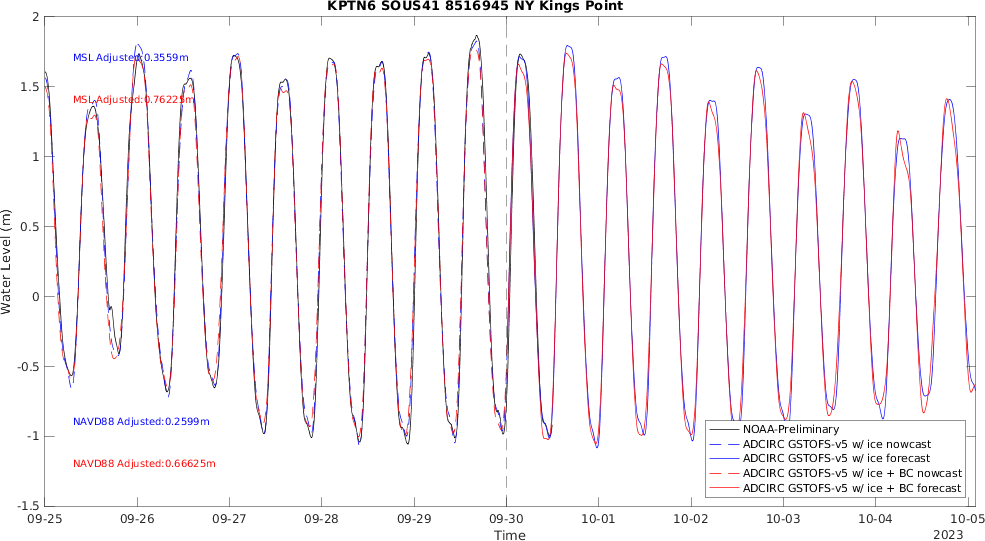 KPTN6 SOUS41 8516945 NY Kings Point
2
1.5
1
0.5
0
-0.5
-1
-1.5
Water Level (m)
MSL Adjusted:0.3559m
MSL Adjusted:0.76225m
NAVD88 Adjusted:0.2599m
NAVD88 Adjusted:0.66625m
NOAA-Preliminary
ADCIRC GSTOFS-v5 w/ ice nowcast
ADCIRC GSTOFS-v5 w/ ice forecast
ADCIRC GSTOFS-v5 w/ ice + BC nowcast
ADCIRC GSTOFS-v5 w/ ice + BC forecast
09-25 09-26 09-27 09-28 09-29 09-30 10-01 10-02 10-03 10-04 10-05
Time
2023